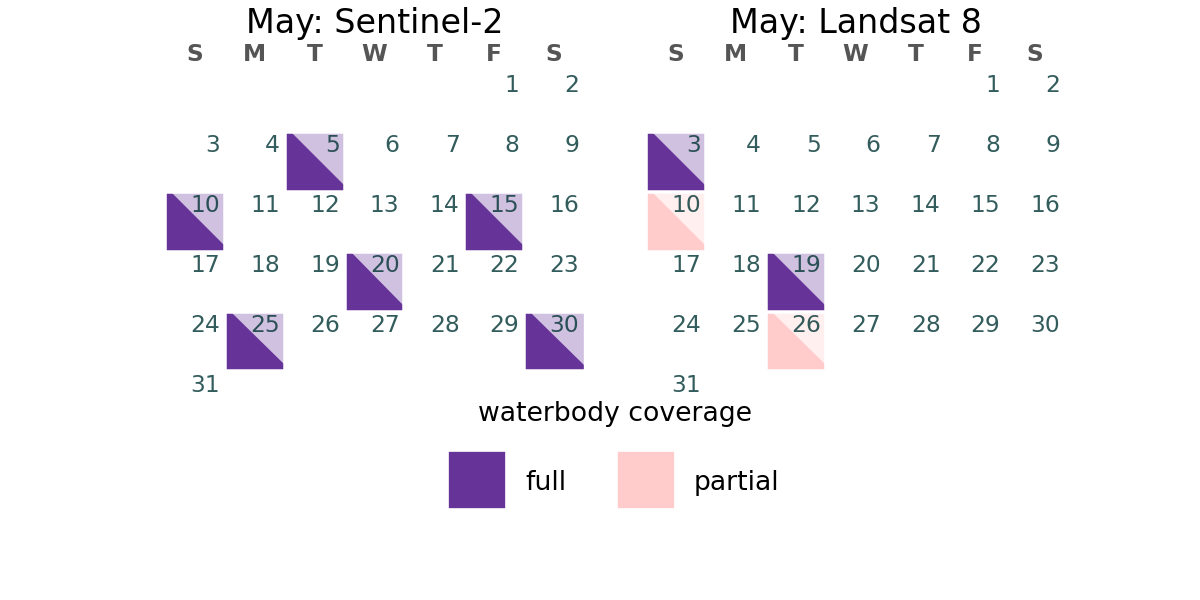 May: Sentinel-2
S M T W T F S
1 2
3 4 5 6 7 8 9
10 11 12 13 14 15 16
17 18 19 20 21 22 23
24 25 26 27 28 29 30
31
May: Landsat 8
S M T W T F S
1 2
3 4 5 6 7 8 9
10 11 12 13 14 15 16
17 18 19 20 21 22 23
24 25 26 27 28 29 30
31
waterbody coverage
full
partial